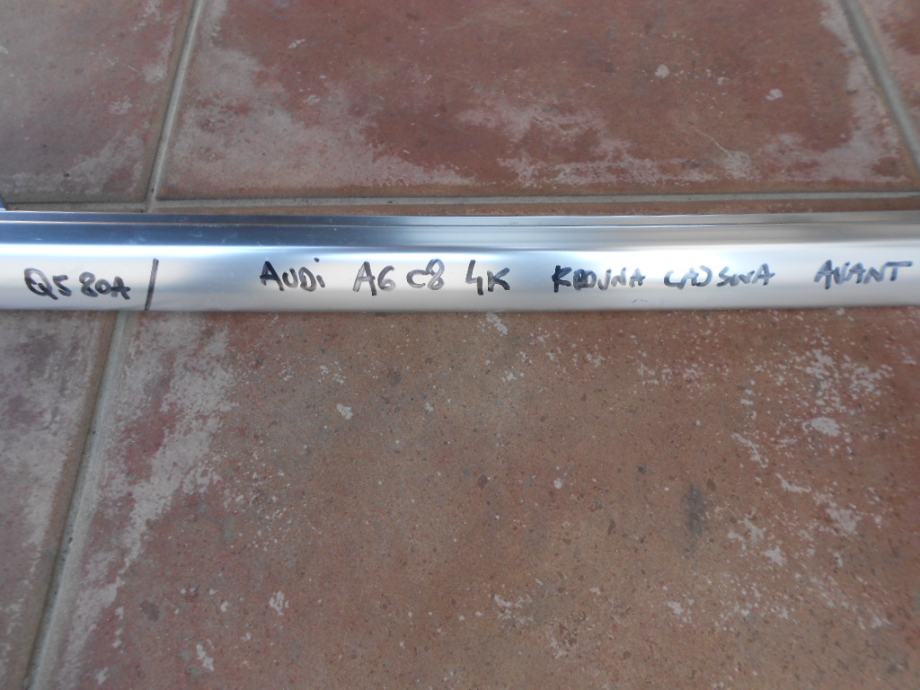 Q5 80A / AUDi A6 C8 4K KROVNA LAJSNA AVANT